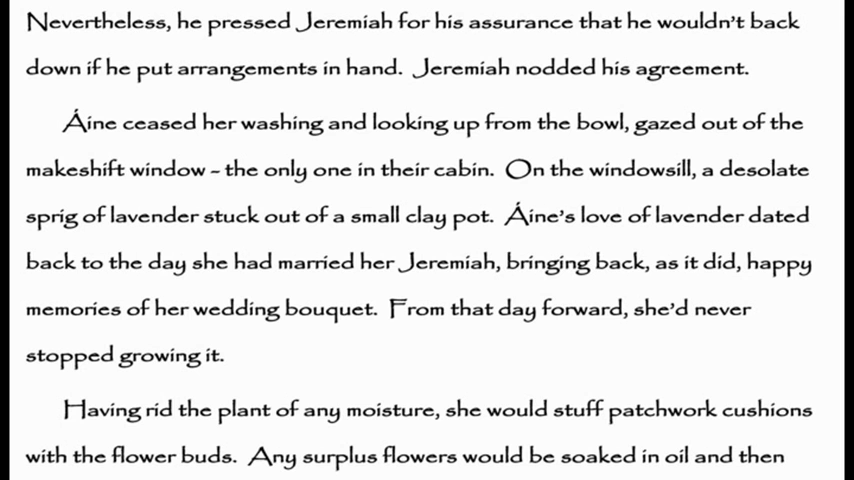 Nevertheless, he pressed Jeremiah for his assurance that he wouldn't back
down if he put arrangements in hand. Jeremiah nodded his agreement.
Áine ceased her washing and looking up from the bowl, gazed out of the
makeshift window - the only one in their cabin. On the windowsill, a desolate
sprig of lavender stuck out of a small clay pot. Áine's love of lavender dated
back to the day she had married her Jeremiah, bringing back, as it did, happy
memories of her wedding bouquet. From that day forward, she'd never
stopped growing it.
Having rid the plant of any moisture, she would stuff patchwork cushions
with the flower buds. Any surplus flowers would be soaked in oil and then